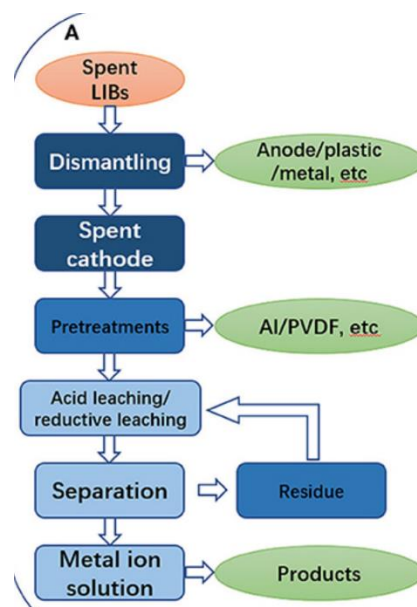 A
Spent
LIBs
Dismantling
Anode/plastic
/metal, etc
Spent
cathode
Pretreatments
Al/PVDF, etc
Acid leaching/
reductive leaching
Separation
Residue
Metal ion
solution
Products